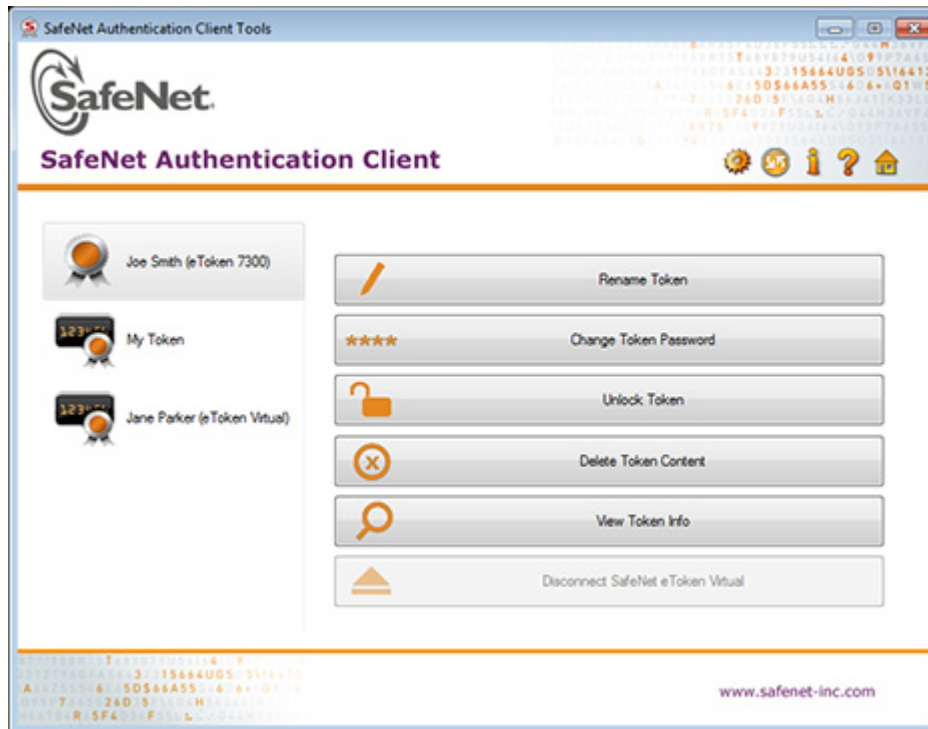 SafeNet Authentication Client Tools
SafeNet.
SafeNet Authentication Client
Joe Smith (eToken 7300)
My Token
Jane Parker (eToken Virtual)
Rename Token
**** Change Token Password
Unlock Token
Delete Token Content
View Token Info
Disconnect SafeNet eToken Virtual
www.safenet-inc.com